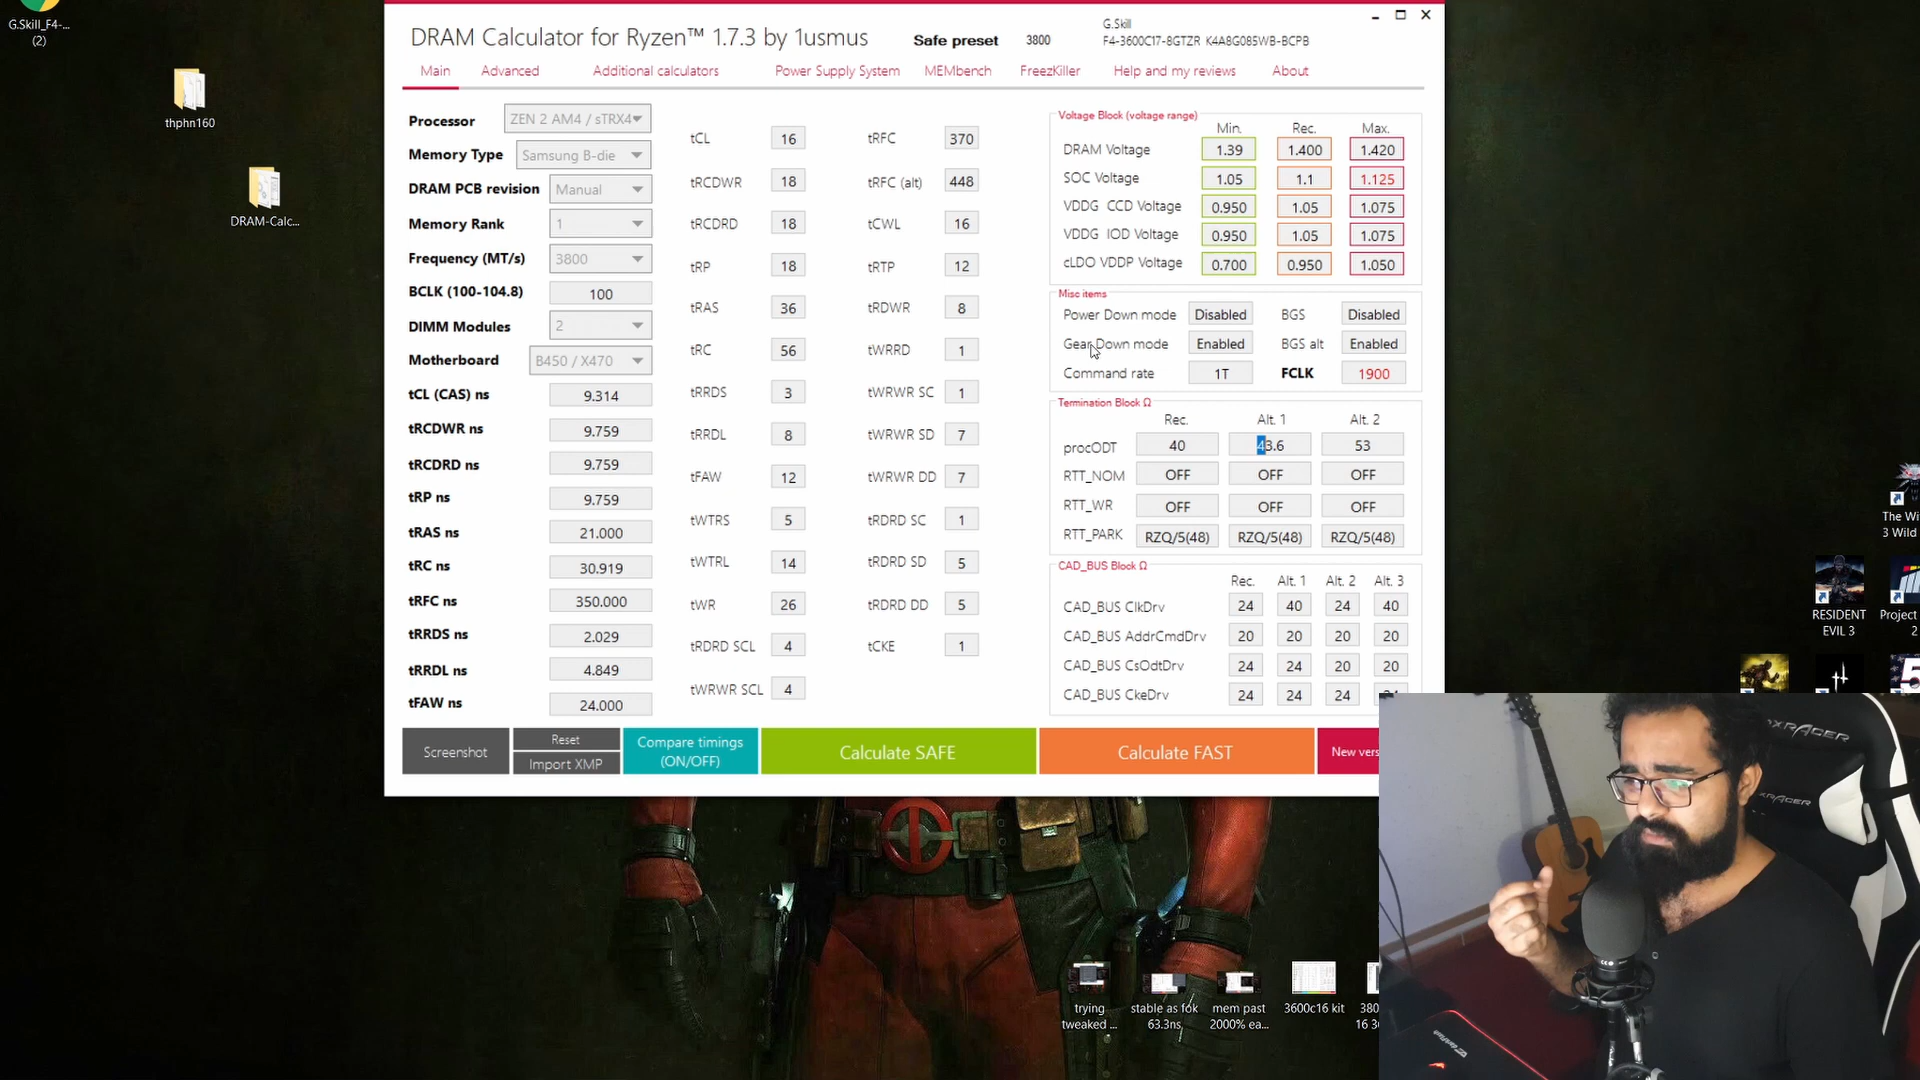 G.Skill_F4-...
(2)
thphn160
DRAM-Calc...
DRAM Calculator for Ryzen™ 1.7.3 by 1usmus
Safe preset
3800
G.Skill
F4-3600C17-8GTZR K4A8G085WB-BCPB
Main
Advanced
Additional calculators
Power Supply System
MEMbench
FreezKiller
Help and my reviews
About
Processor
ZEN 2 AM4 / sTRX4
Memory Type
Samsung B-die
DRAM PCB revision
Manual
Memory Rank
1
Frequency (MT/s)
3800
BCLK (100-104.8)
100
DIMM Modules
2
Motherboard
B450 / X470
tCL (CAS) ns
9.314
tRCDWR ns
9.759
tRCDRD ns
9.759
tRP ns
9.759
tRAS ns
21.000
tRC ns
30.919
tRFC ns
350.000
tRRDS ns
2.029
tRRDL ns
4.849
tFAW ns
24.000
tCL 16
tRCDWR 18
tRCDRD 18
tRP 18
tRAS 36
tRC 56
tRRDS 3
tRRDL 8
tFAW 12
tWTRS 5
tWTRL 14
tWR 26
tRDRD SCL 4
tWRWR SCL 4
tRFC 370
tRFC (alt) 448
tCWL 16
tRTP 12
tRDWR 8
tWRRD 1
tWRWR SC 1
tWRWR SD 7
tWRWR DD 7
tRDRD SC 1
tRDRD SD 5
tRDRD DD 5
tCKE 1
Voltage Block (voltage range)
Min. Rec. Max.
DRAM Voltage 1.39 1.400 1.420
SOC Voltage 1.05 1.1 1.125
VDDG CCD Voltage 0.950 1.05 1.075
VDDG IOD Voltage 0.950 1.05 1.075
cLDO VDDP Voltage 0.700 0.950 1.050
Misc items
Power Down mode Disabled BGS Disabled
Gear Down mode Enabled BGS alt Enabled
Command rate 1T FCLK 1900
Termination Block Ω
Rec. Alt. 1 Alt. 2
procODT 40 43.6 53
RTT_NOM OFF OFF OFF
RTT_WR OFF OFF OFF
RTT_PARK RZQ/5(48) RZQ/5(48) RZQ/5(48)
CAD_BUS Block Ω
Rec. Alt. 1 Alt. 2 Alt. 3
CAD_BUS ClkDrv 24 40 24 40
CAD_BUS AddrCmdDrv 20 20 20 20
CAD_BUS CsOdtDrv 24 24 20 20
CAD_BUS CkeDrv 24 24 24
Screenshot
Reset
Import XMP
Compare timings
(ON/OFF)
Calculate SAFE
Calculate FAST
New vers
The Wi
3 Wild
RESIDENT
EVIL 3
Project
2
trying
tweaked ...
stable as fok
63.3ns
mem past
2000% ea...
3600c16 kit
380
16 3
DXRACER
DXRACER